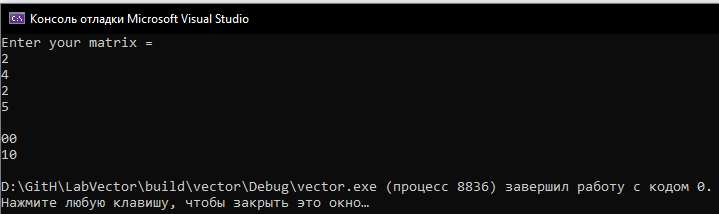 Консоль отладки Microsoft Visual Studio
Enter your matrix =
2
4
2
5
00
10
D:\GitH\LabVector\build\vector\Debug\vector.exe (процесс 8836) завершил работу с кодом 0.
Нажмите любую клавишу, чтобы закрыть это окно…